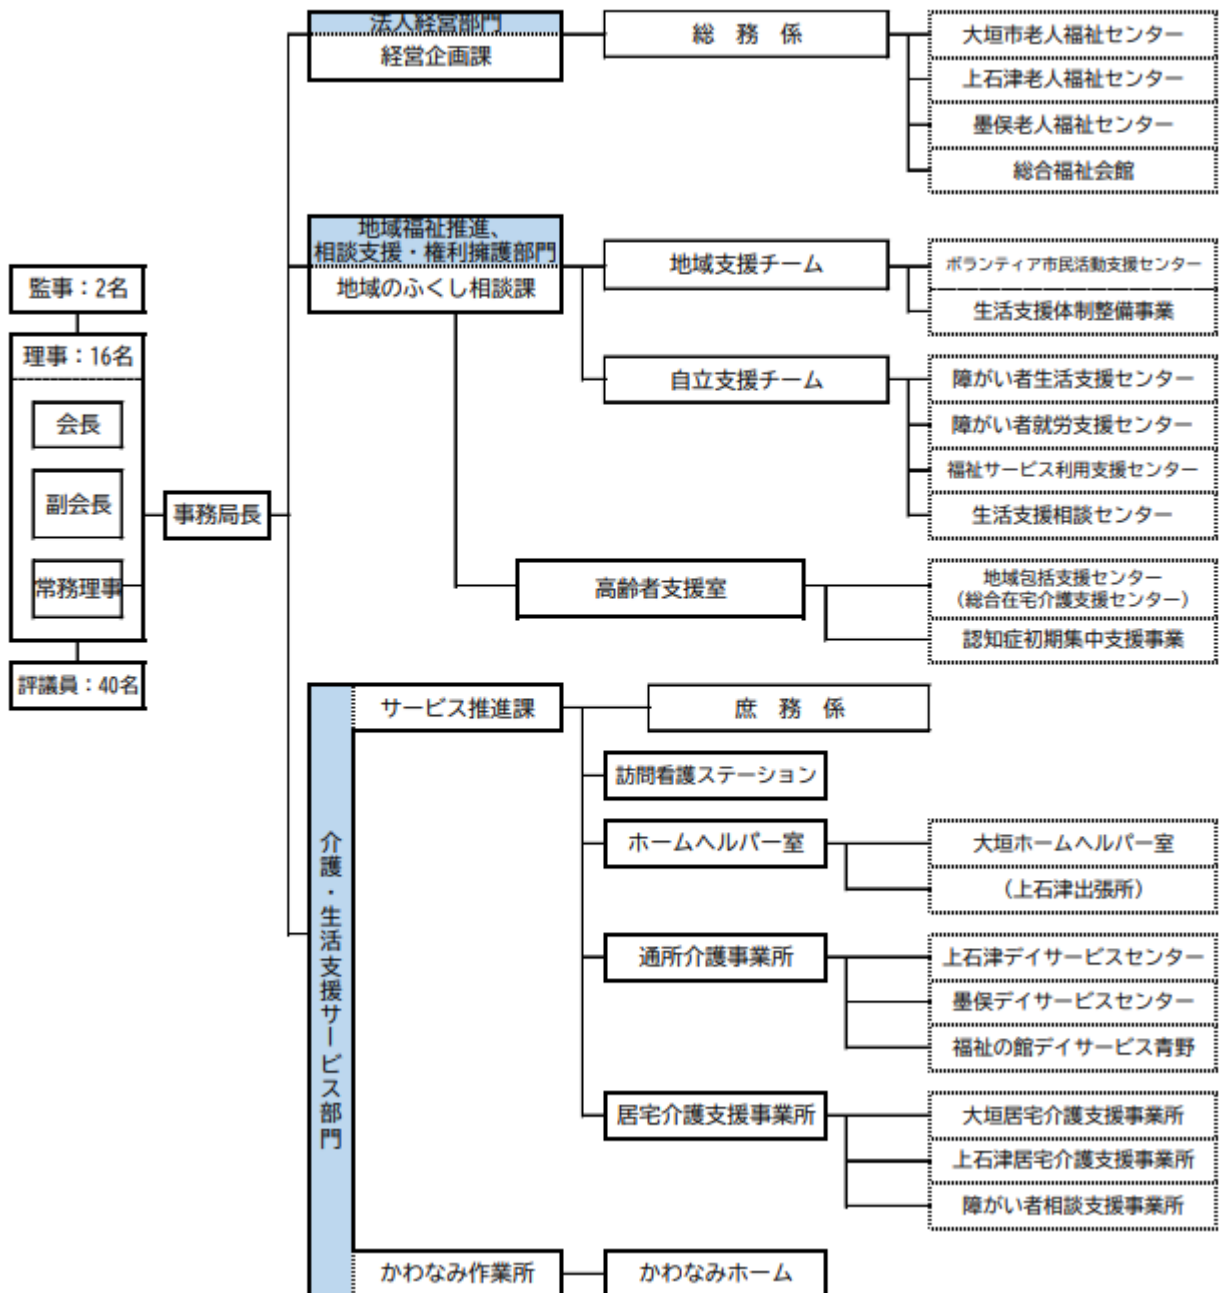 監事：2名
理事：16名
会長
副会長
常務理事
評議員：40名
事務局長
法人経営部門
経営企画課
総　務　係
大垣市老人福祉センター
上石津老人福祉センター
墨俣老人福祉センター
総合福祉会館
地域福祉推進、
相談支援・権利擁護部門
地域のふくし相談課
地域支援チーム
ボランティア市民活動支援センター
生活支援体制整備事業
自立支援チーム
障がい者生活支援センター
障がい者就労支援センター
福祉サービス利用支援センター
生活支援相談センター
高齢者支援室
地域包括支援センター
（総合在宅介護支援センター）
認知症初期集中支援事業
介護・生活支援サービス部門
サービス推進課
庶　務　係
訪問看護ステーション
ホームヘルパー室
大垣ホームヘルパー室
（上石津出張所）
通所介護事業所
上石津デイサービスセンター
墨俣デイサービスセンター
福祉の館デイサービス青野
居宅介護支援事業所
大垣居宅介護支援事業所
上石津居宅介護支援事業所
障がい者相談支援事業所
かわなみ作業所
かわなみホーム